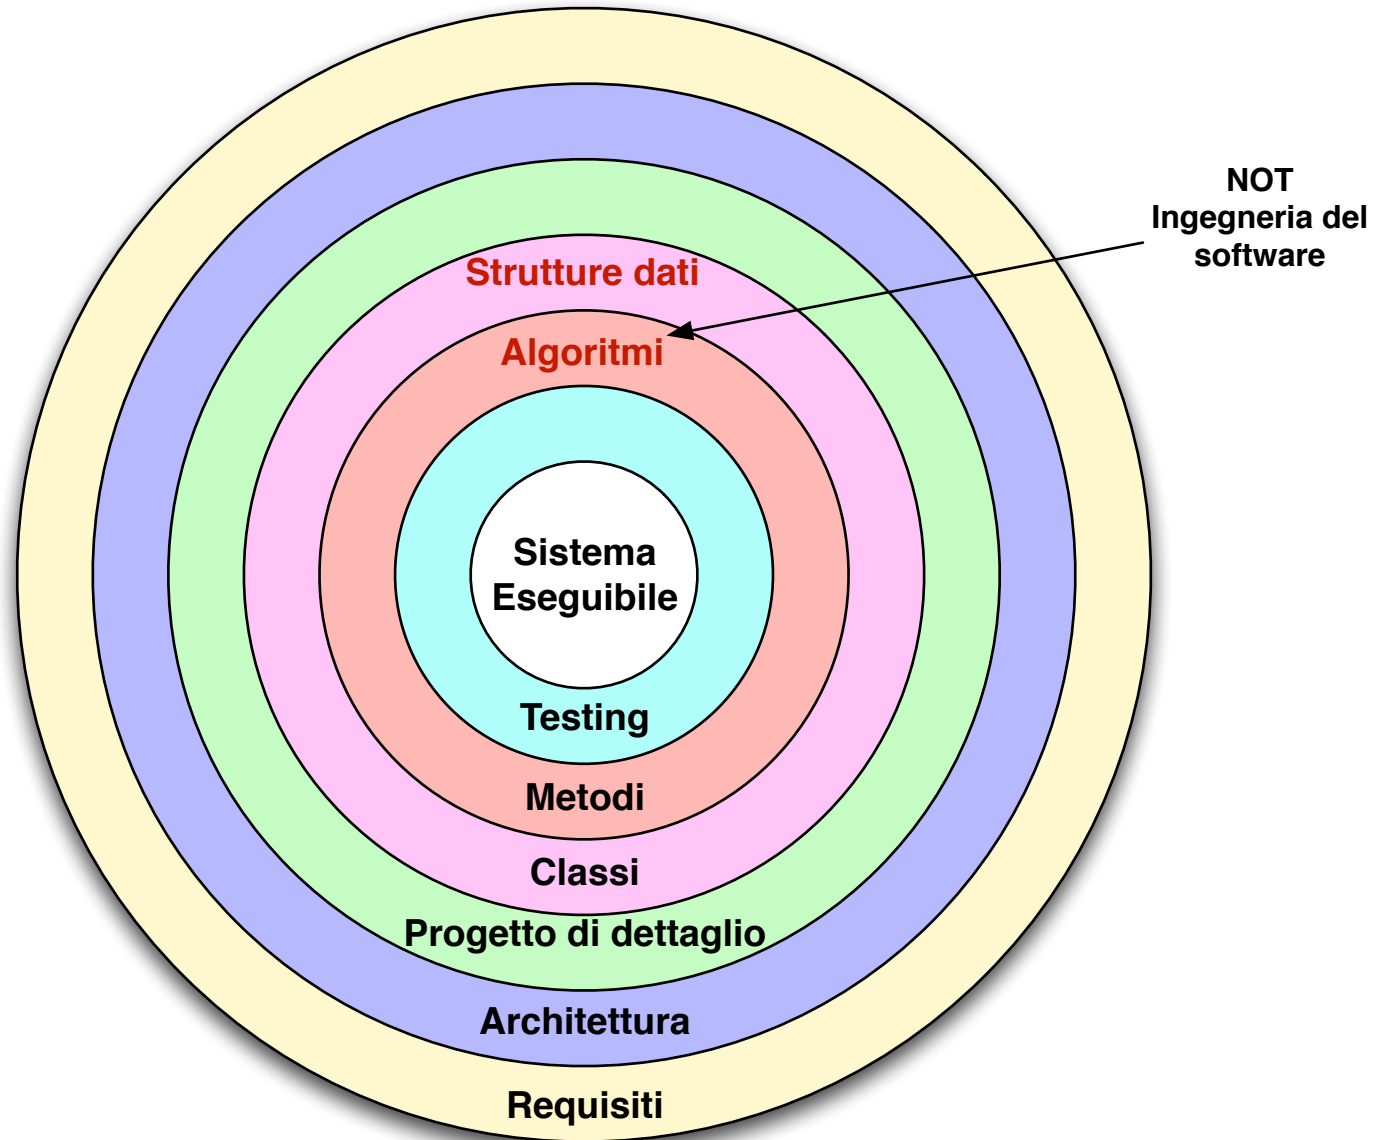 NOT
Ingegneria del
software
Strutture dati
Algoritmi
Sistema
Eseguibile
Testing
Metodi
Classi
Progetto di dettaglio
Architettura
Requisiti